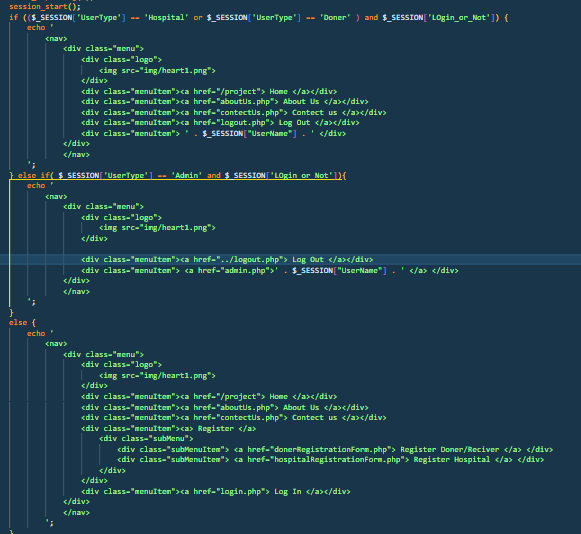 session_start();
if (($_SESSION['UserType'] == 'Hospital' or $_SESSION['UserType'] == 'Doner' ) and $_SESSION['LOgin_or_Not']) {
echo '
<nav>
<div class="menu">
<div class="logo">
<img src="img/heart1.png">
</div>
<div class="menuItem"><a href="/project"> Home </a></div>
<div class="menuItem"><a href="aboutUs.php"> About Us </a></div>
<div class="menuItem"><a href="contectUs.php"> Contect us </a></div>
<div class="menuItem"><a href="logout.php"> Log Out </a></div>
<div class="menuItem"> ' . $_SESSION["UserName"] . ' </div>
</div>
</nav>
';
} else if( $_SESSION['UserType'] == 'Admin' and $_SESSION['LOgin_or_Not']){
echo '
<nav>
<div class="menu">
<div class="logo">
<img src="img/heart1.png">
</div>
<div class="menuItem"><a href="../logout.php"> Log Out </a></div>
<div class="menuItem"> <a href="admin.php">' . $_SESSION["UserName"] . ' </a> </div>
</div>
</nav>
';
}
else {
echo '
<nav>
<div class="menu">
<div class="logo">
<img src="img/heart1.png">
</div>
<div class="menuItem"><a href="/project"> Home </a></div>
<div class="menuItem"><a href="aboutUs.php"> About Us </a></div>
<div class="menuItem"><a href="contectUs.php"> Contect us </a></div>
<div class="menuItem"><a> Register </a>
<div class="subMenu">
<div class="subMenuItem"> <a href="donerRegistrationForm.php"> Register Doner/Reciver </a> </div>
<div class="subMenuItem"> <a href="hospitalRegistrationForm.php"> Register Hospital </a> </div>
</div>
</div>
<div class="menuItem"><a href="login.php"> Log In </a></div>
</div>
</nav>
';
}